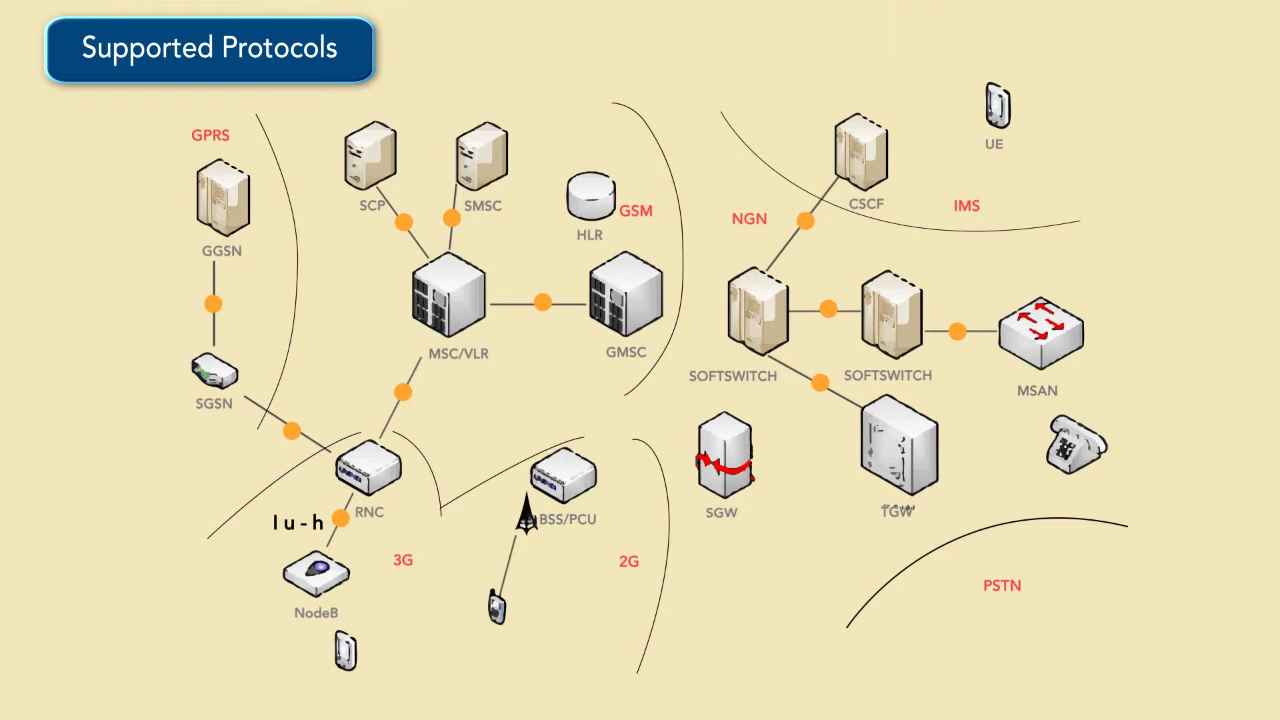 Supported Protocols
UE
GPRS
SCP
SMSC
GSM
HLR
NGN
CSCF
IMS
GGSN
MSC/VLR
GMSC
SOFTSWITCH
SOFTSWITCH
MSAN
SGSN
RNC
Iu-h
BSS/PCU
SGW
TGW
3G
2G
PSTN
NodeB